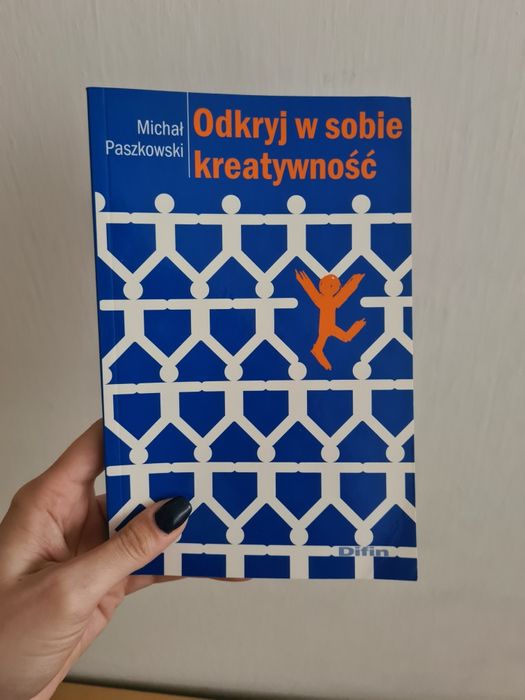 Michał
Paszkowski
Odkryj w sobie
kreatywność
Difin